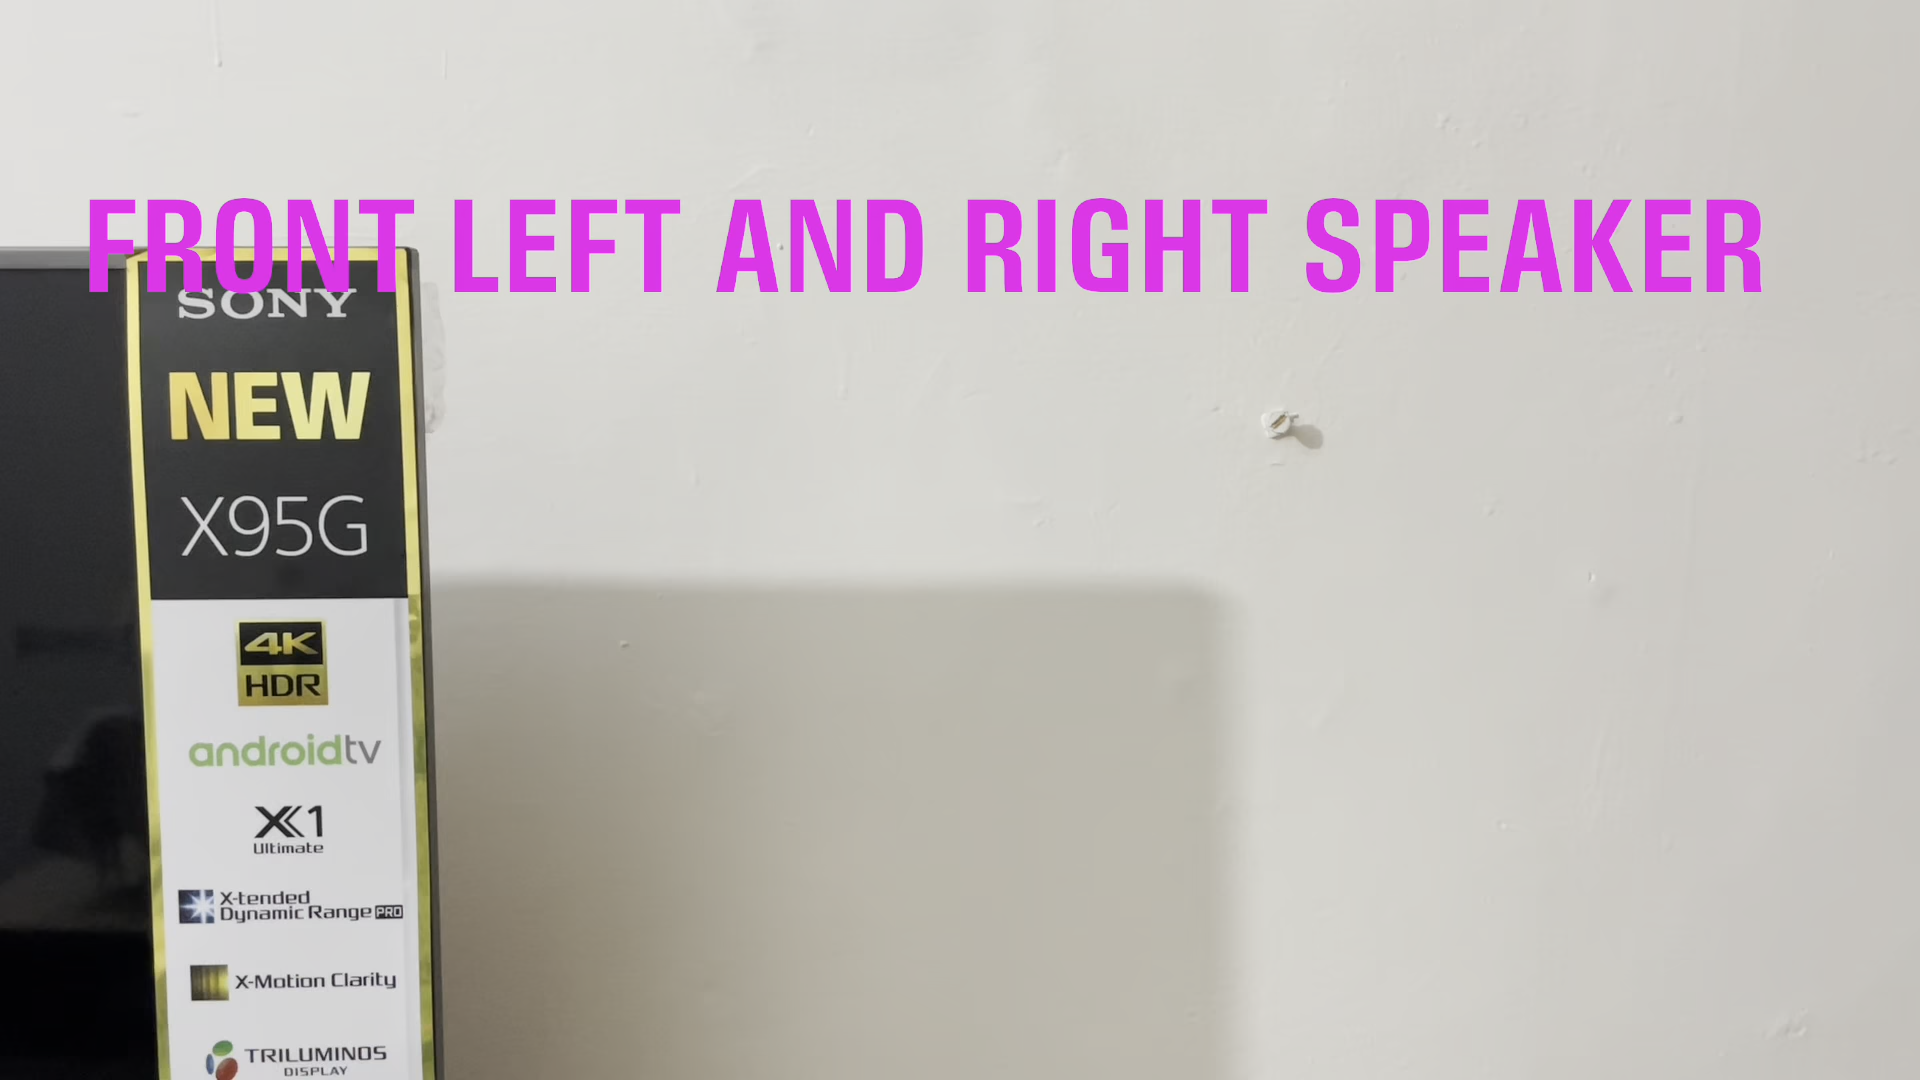 FRONT LEFT AND RIGHT SPEAKER
SONY
NEW
X95G
4K
HDR
androidtv
X1
Ultimate
X-tended
Dynamic Range PRO
X-Motion Clarity
TRILUMINOS
DISPLAY